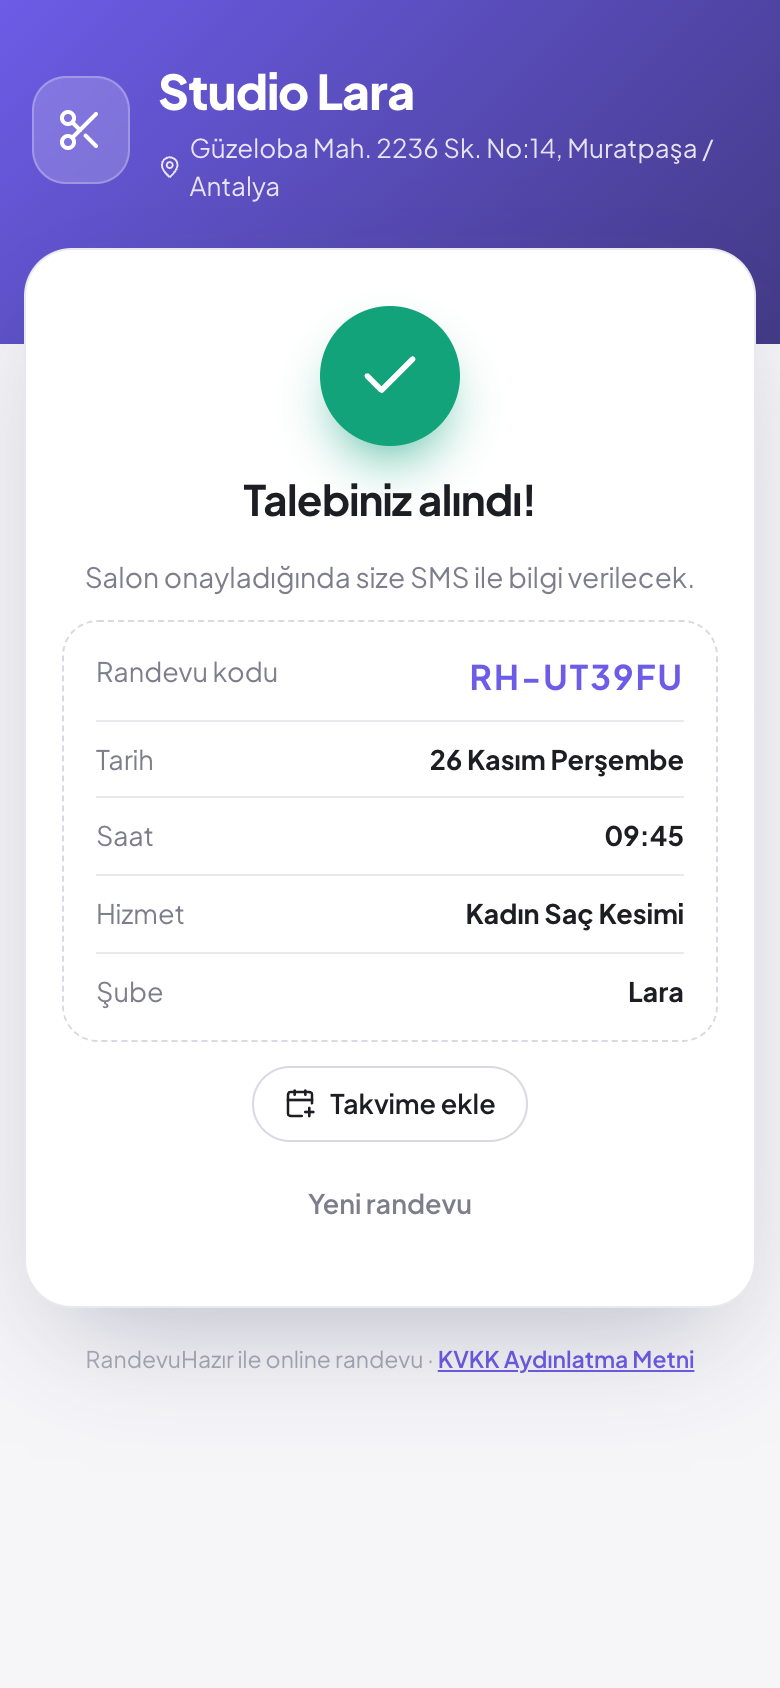 Studio Lara
Güzeloba Mah. 2236 Sk. No:14, Muratpaşa /
Antalya
Talebiniz alındı!
Salon onayladığında size SMS ile bilgi verilecek.
Randevu kodu RH-UT39FU
Tarih 26 Kasım Perşembe
Saat 09:45
Hizmet Kadın Saç Kesimi
Şube Lara
Takvime ekle
Yeni randevu
RandevuHazır ile online randevu · KVKK Aydınlatma Metni